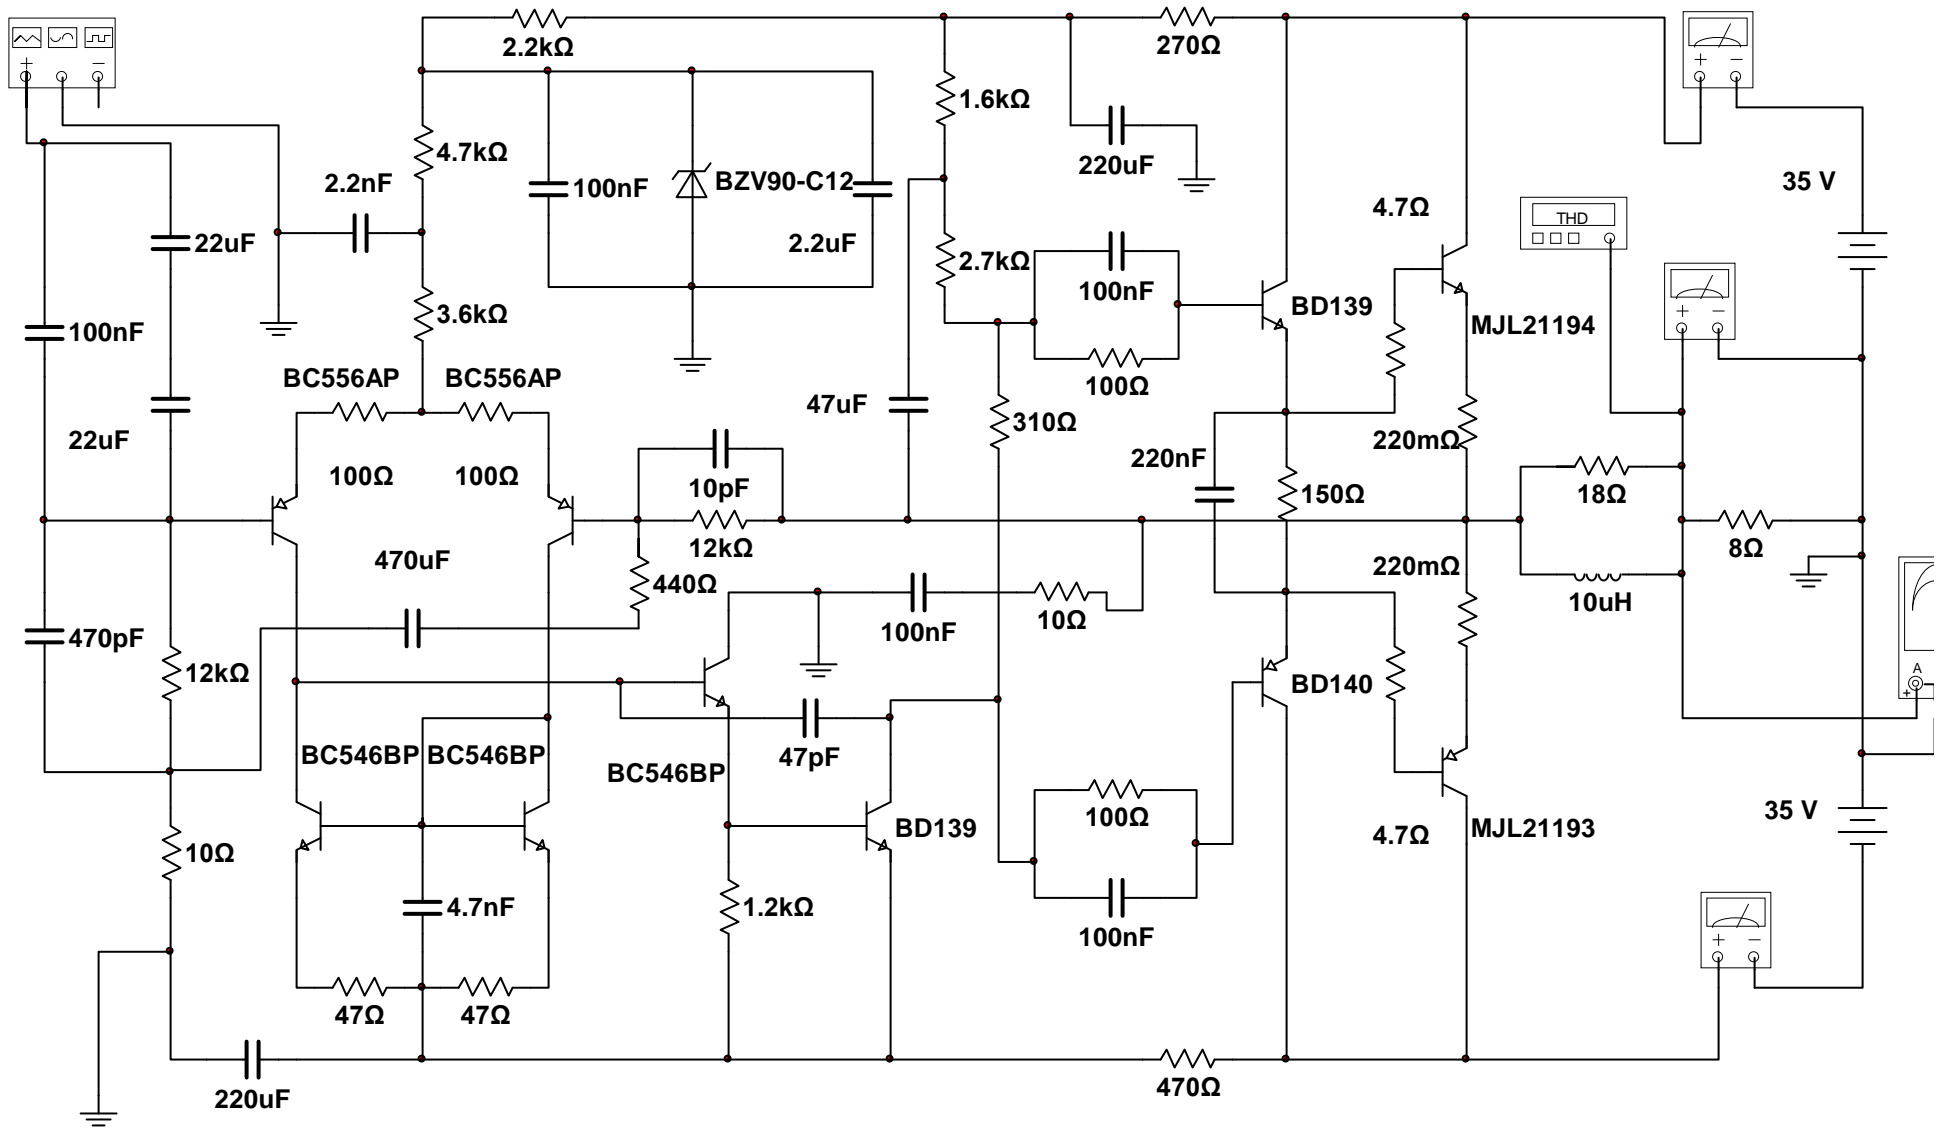 2.2kΩ
270Ω
+
−
+ −
1.6kΩ
4.7kΩ
220uF
2.2nF
100nF
BZV90-C12
35 V
4.7Ω
THD
22uF
2.2uF
2.7kΩ
100nF
+ −
100nF
3.6kΩ
BD139
MJL21194
BC556AP
BC556AP
100Ω
47uF
310Ω
22uF
220mΩ
220nF
100Ω
100Ω
10pF
150Ω
18Ω
12kΩ
8Ω
470uF
440Ω
220mΩ
10uH
100nF
10Ω
470pF
12kΩ
A
BD140
+
BC546BP
BC546BP
47pF
BC546BP
100Ω
35 V
BD139
4.7Ω
MJL21193
10Ω
4.7nF
1.2kΩ
100nF
+ −
47Ω
47Ω
220uF
470Ω